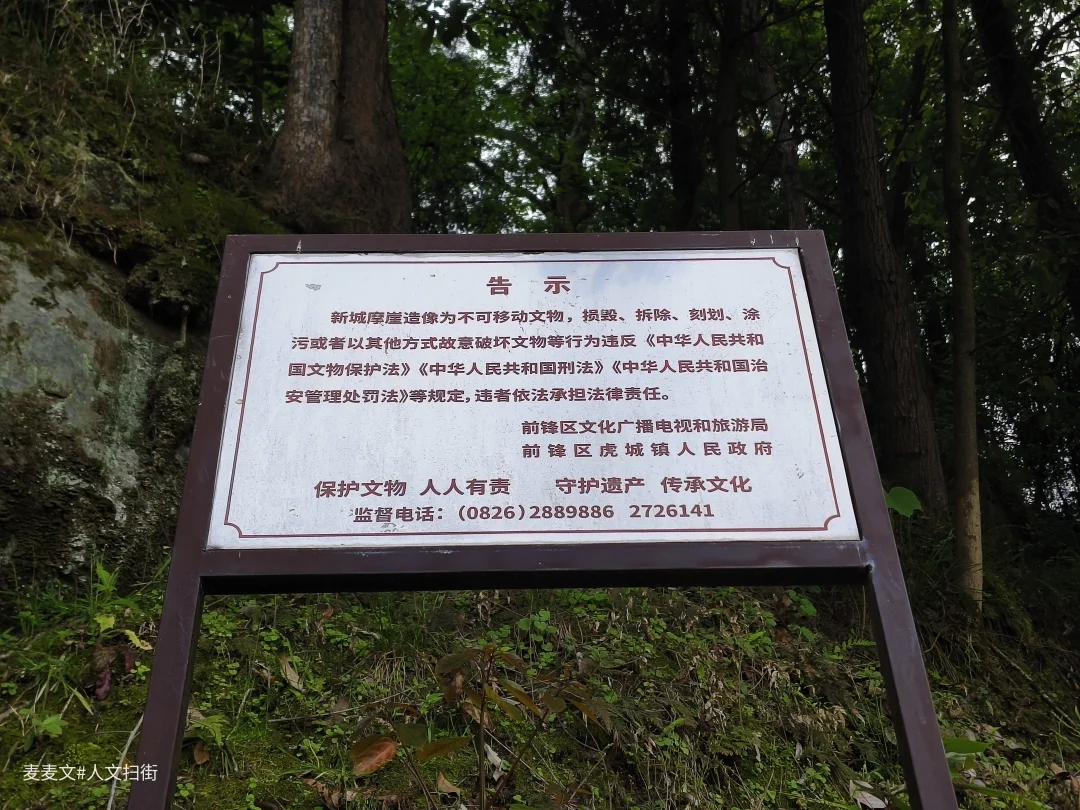 告 示
新城摩崖造像为不可移动文物，损毁、拆除、刻划、涂
污或者以其他方式故意破坏文物等行为违反《中华人民共和
国文物保护法》《中华人民共和国刑法》《中华人民共和国治
安管理处罚法》等规定，违者依法承担法律责任。
前锋区文化广播电视和旅游局
前锋区虎城镇人民政府
保护文物 人人有责 守护遗产 传承文化
监督电话：（0826）2889886 2726141
麦麦文#人文扫街